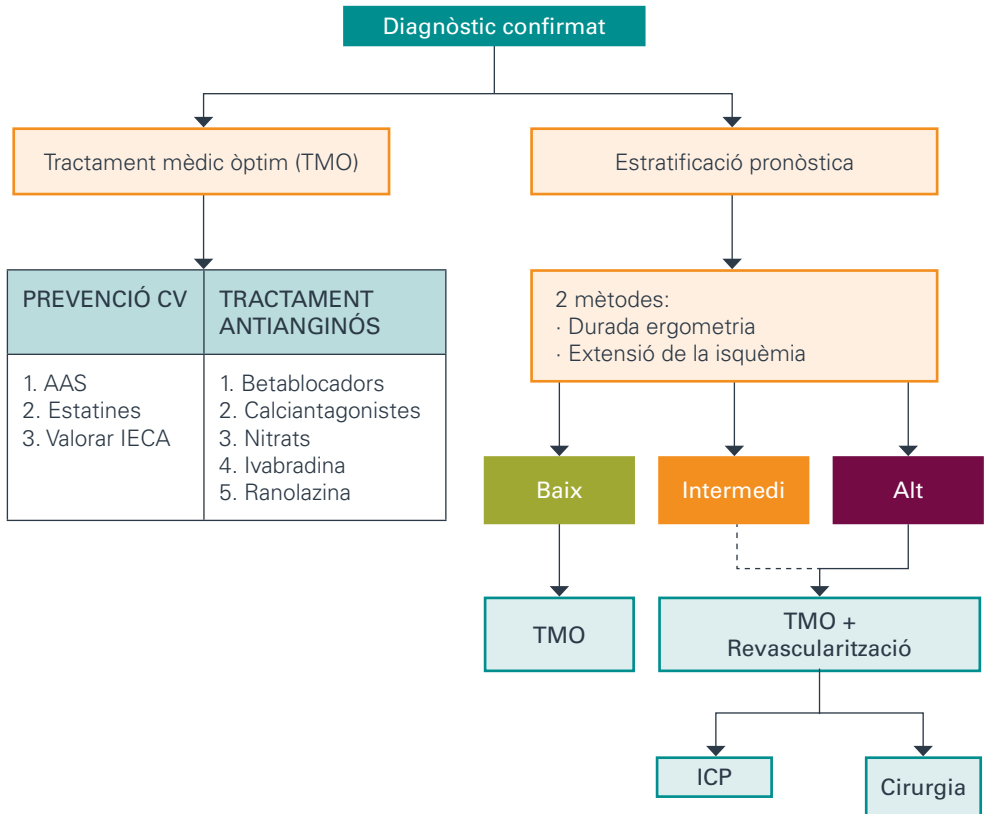 Diagnòstic confirmat
Tractament mèdic òptim (TMO)
Estratificació pronòstica
PREVENCIÓ CV
TRACTAMENT
ANTIANGINÓS
1. AAS
2. Estatines
3. Valorar IECA
1. Betablocadors
2. Calciantagonistes
3. Nitrats
4. Ivabradina
5. Ranolazina
2 mètodes:
· Durada ergometria
· Extensió de la isquèmia
Baix
Intermedi
Alt
TMO
TMO +
Revascularització
ICP
Cirurgia